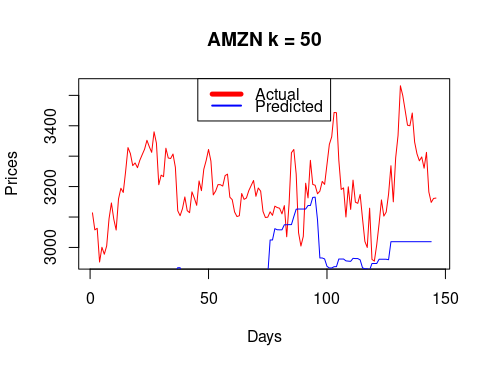 AMZN k = 50
Actual
Predicted
Prices
3400
3200
3000
0 50 100 150
Days